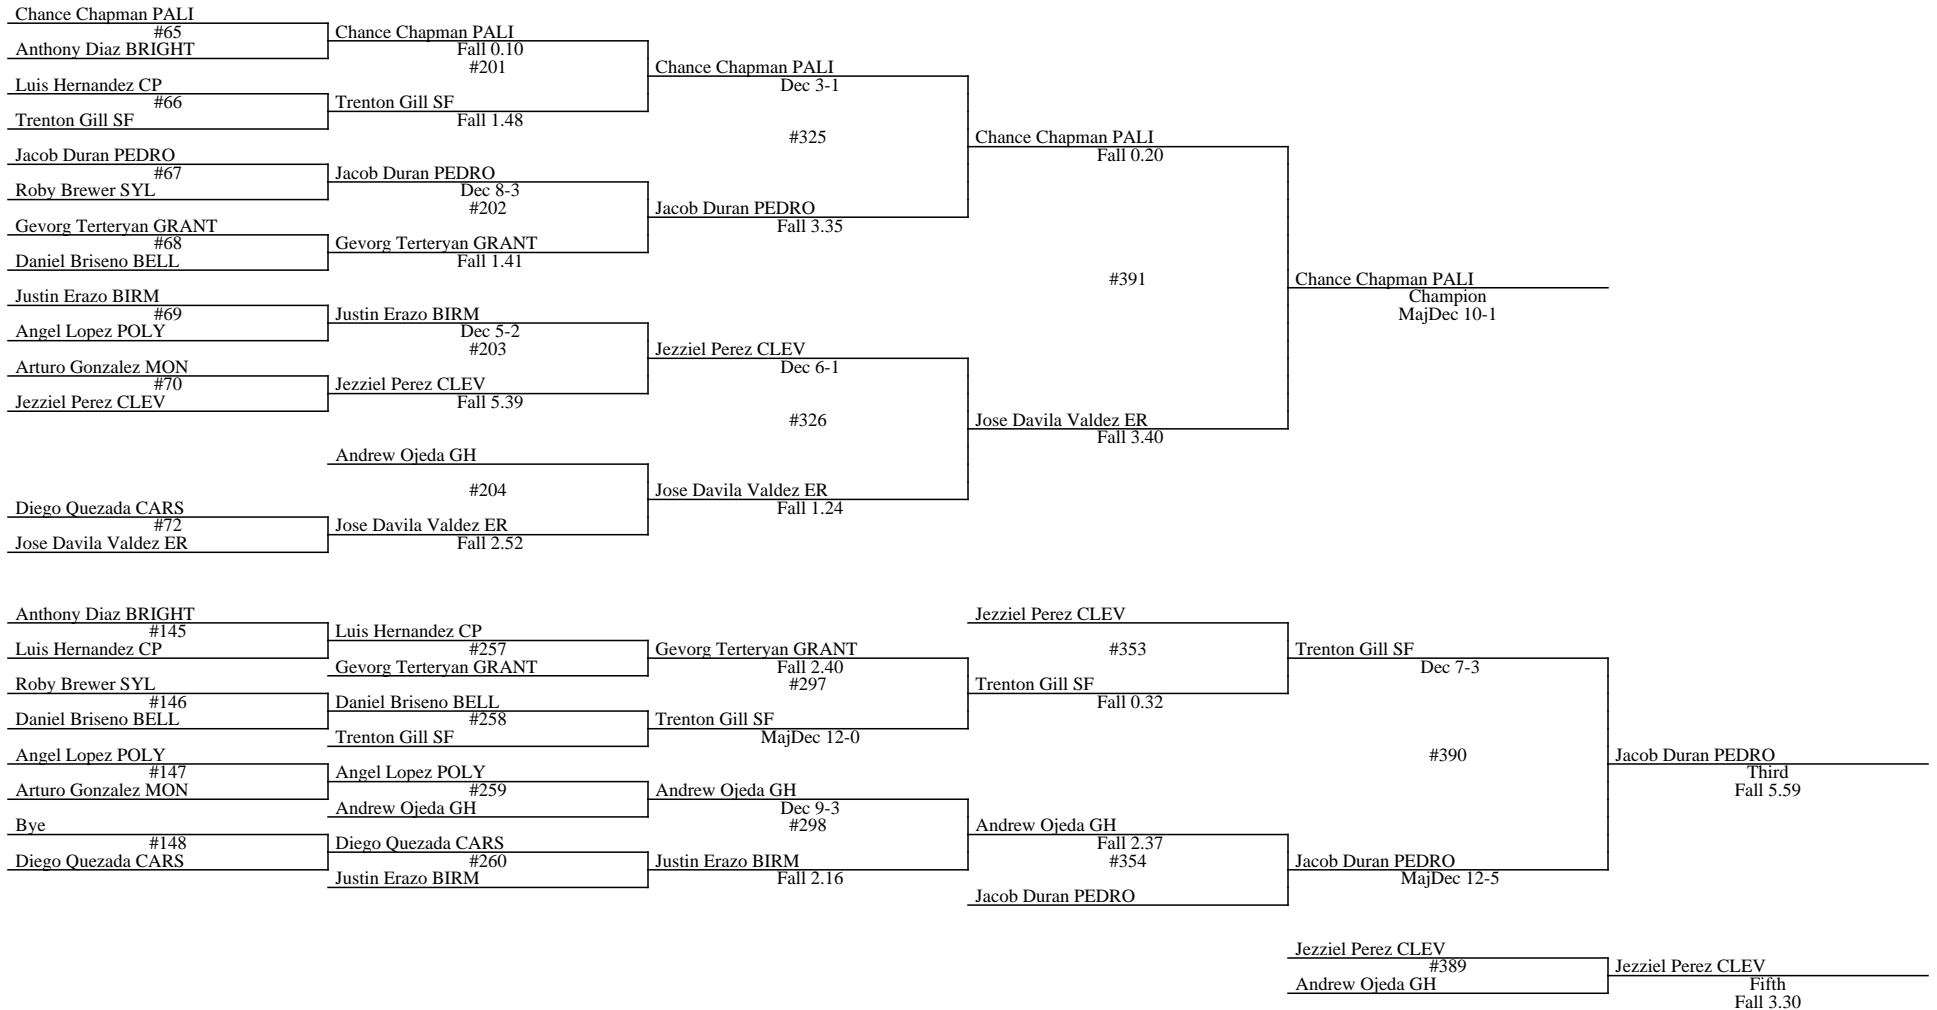 Chance Chapman PALI
#65
Anthony Diaz BRIGHT
Luis Hernandez CP
#66
Trenton Gill SF
Jacob Duran PEDRO
#67
Roby Brewer SYL
Gevorg Terteryan GRANT
#68
Daniel Briseno BELL
Justin Erazo BIRM
#69
Angel Lopez POLY
Arturo Gonzalez MON
#70
Jezziel Perez CLEV
Diego Quezada CARS
#72
Jose Davila Valdez ER
Chance Chapman PALI
Fall 0.10
#201
Trenton Gill SF
Fall 1.48
Jacob Duran PEDRO
Dec 8-3
#202
Gevorg Terteryan GRANT
Fall 1.41
Justin Erazo BIRM
Dec 5-2
#203
Jezziel Perez CLEV
Fall 5.39
Andrew Ojeda GH
#204
Jose Davila Valdez ER
Fall 2.52
Chance Chapman PALI
Dec 3-1
#325
Jacob Duran PEDRO
Fall 3.35
Jezziel Perez CLEV
Dec 6-1
#326
Jose Davila Valdez ER
Fall 1.24
Chance Chapman PALI
Fall 0.20
#391
Jose Davila Valdez ER
Fall 3.40
Chance Chapman PALI
Champion
MajDec 10-1
Anthony Diaz BRIGHT
#145
Luis Hernandez CP
Roby Brewer SYL
#146
Daniel Briseno BELL
Angel Lopez POLY
#147
Arturo Gonzalez MON
Bye
#148
Diego Quezada CARS
Luis Hernandez CP
#257
Gevorg Terteryan GRANT
Daniel Briseno BELL
#258
Trenton Gill SF
Angel Lopez POLY
#259
Andrew Ojeda GH
Diego Quezada CARS
#260
Justin Erazo BIRM
Gevorg Terteryan GRANT
Fall 2.40
#297
Trenton Gill SF
MajDec 12-0
Andrew Ojeda GH
Dec 9-3
#298
Justin Erazo BIRM
Fall 2.16
Jezziel Perez CLEV
#353
Trenton Gill SF
Fall 0.32
Andrew Ojeda GH
Fall 2.37
#354
Jacob Duran PEDRO
Trenton Gill SF
Dec 7-3
#390
Jacob Duran PEDRO
MajDec 12-5
Jacob Duran PEDRO
Third
Fall 5.59
Jezziel Perez CLEV
#389
Andrew Ojeda GH
Jezziel Perez CLEV
Fifth
Fall 3.30